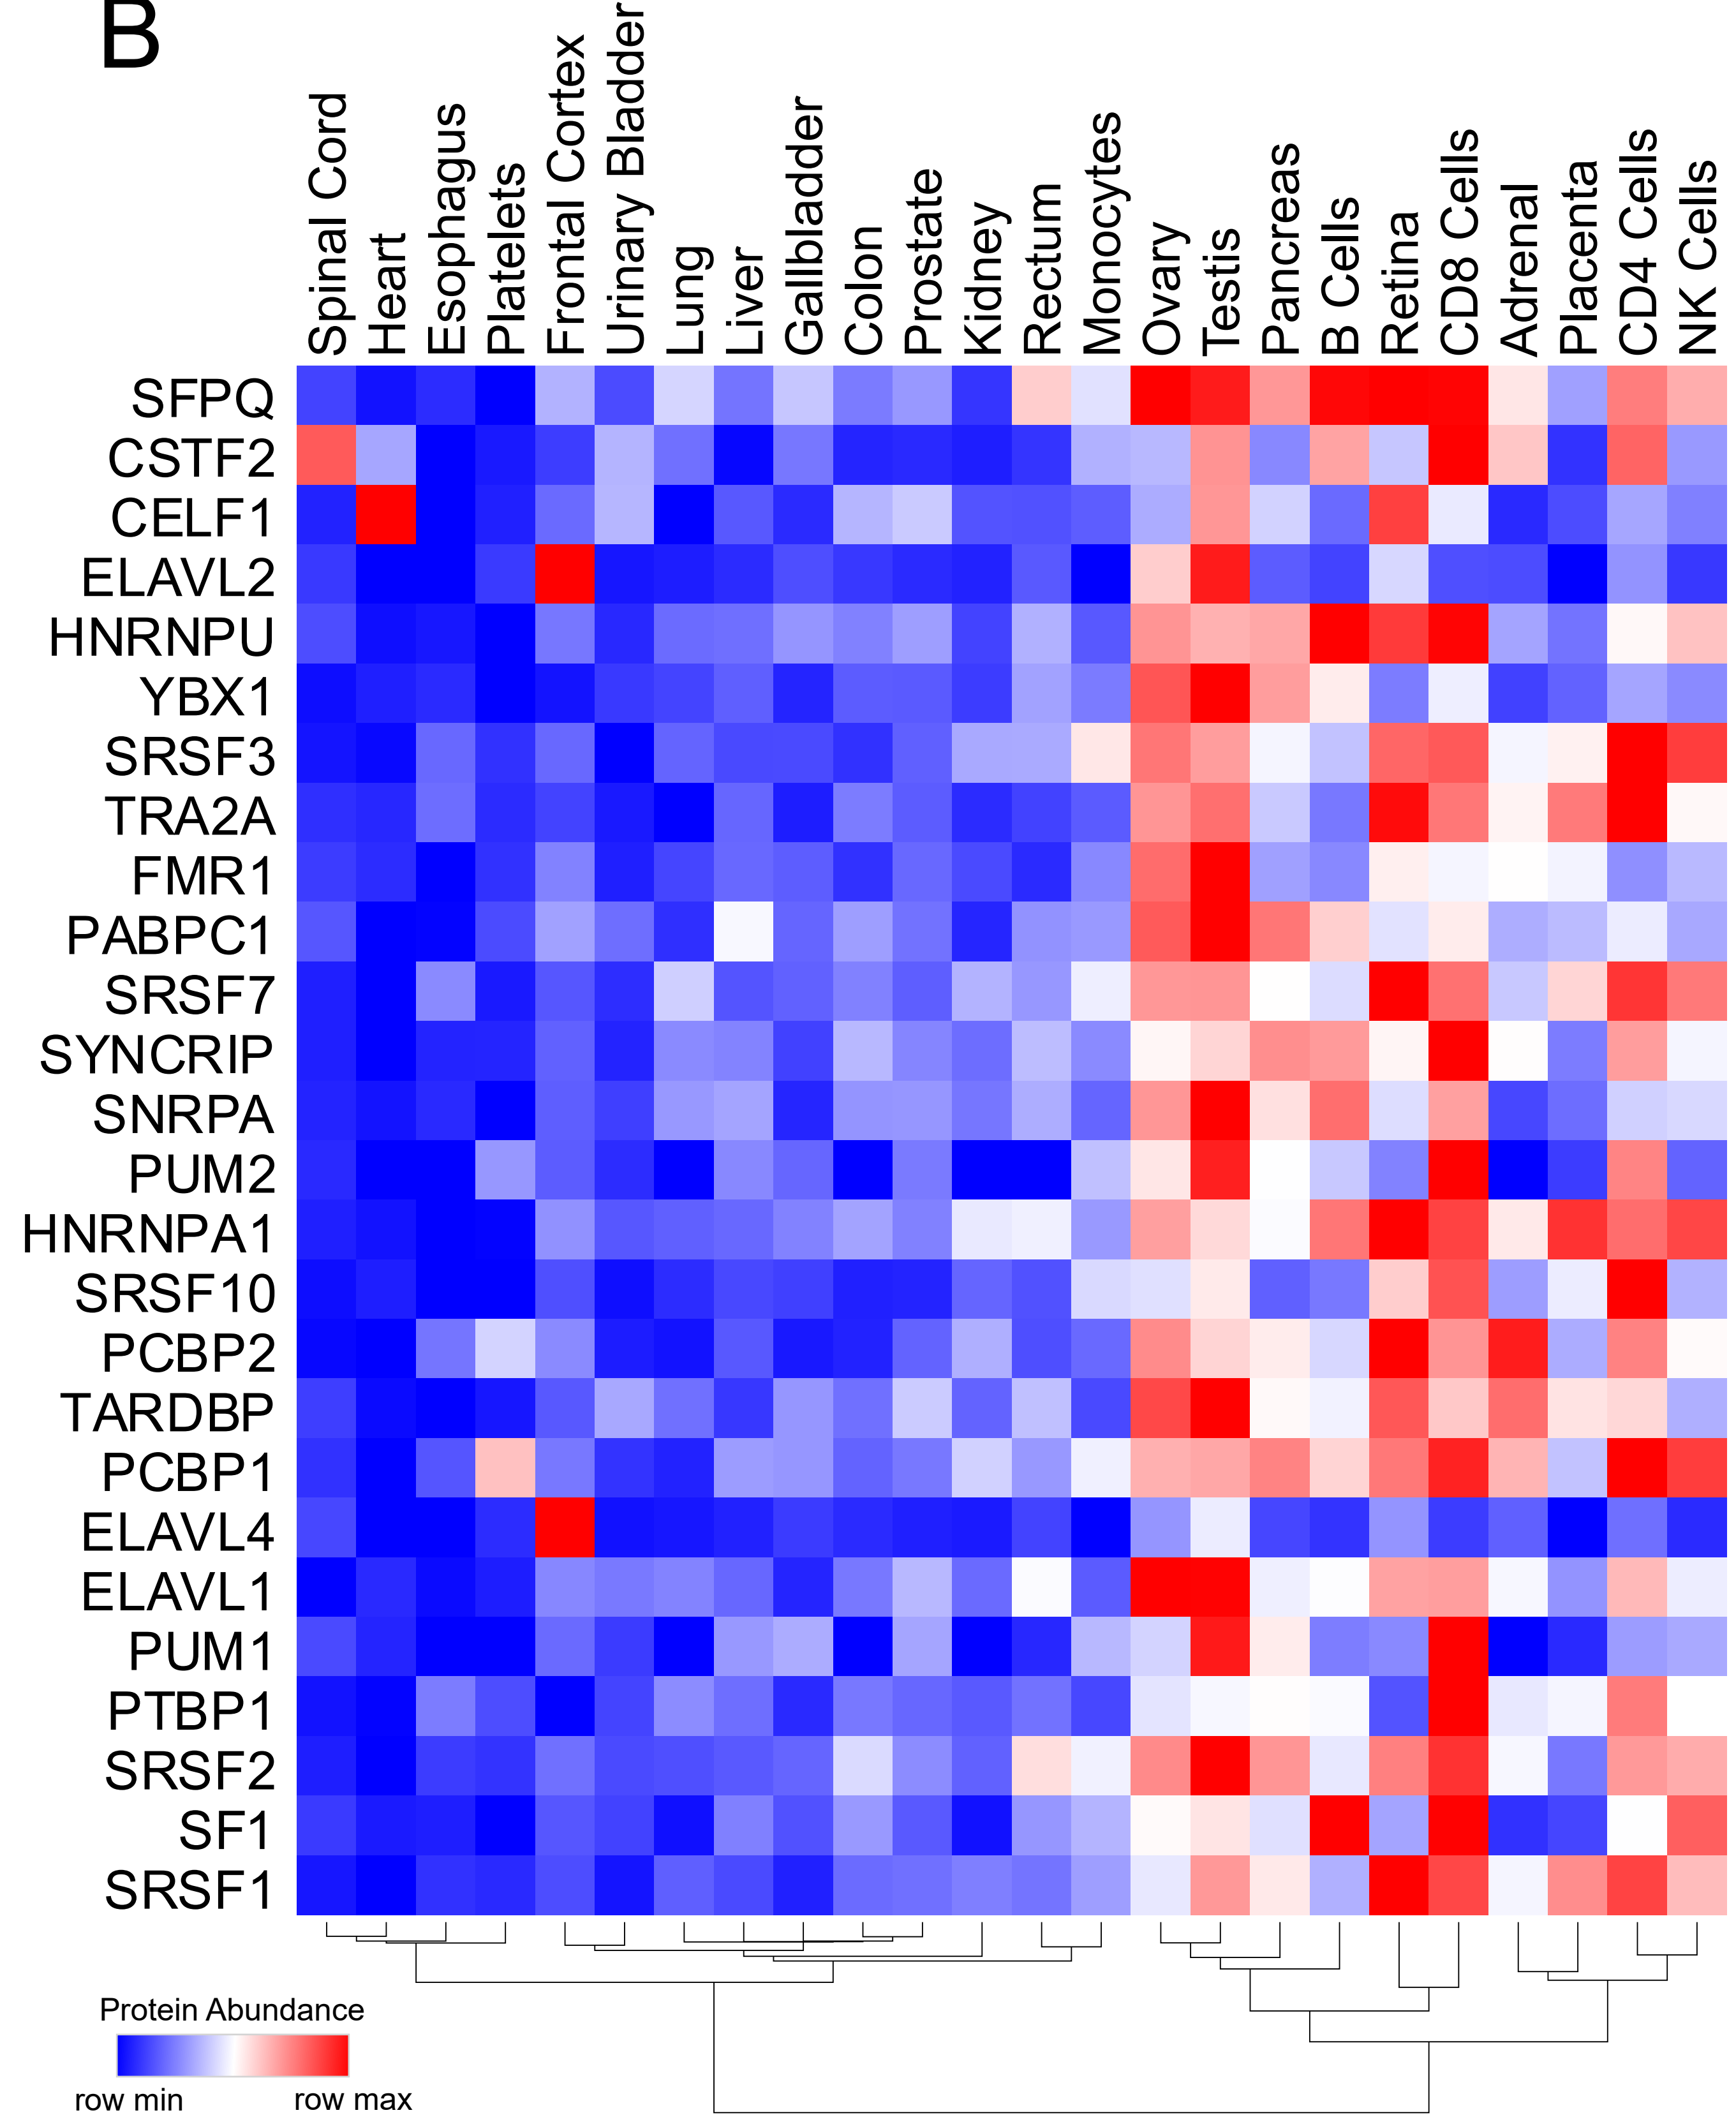 B
Spinal Cord
Heart
Esophagus
Platelets
Frontal Cortex
Urinary Bladder
Lung
Liver
Gallbladder
Colon
Prostate
Kidney
Rectum
Monocytes
Ovary
Testis
Pancreas
B Cells
Retina
CD8 Cells
Adrenal
Placenta
CD4 Cells
NK Cells
SFPQ
CSTF2
CELF1
ELAVL2
HNRNPU
YBX1
SRSF3
TRA2A
FMR1
PABPC1
SRSF7
SYNCRIP
SNRPA
PUM2
HNRNPA1
SRSF10
PCBP2
TARDBP
PCBP1
ELAVL4
ELAVL1
PUM1
PTBP1
SRSF2
SF1
SRSF1
Protein Abundance
row min row max